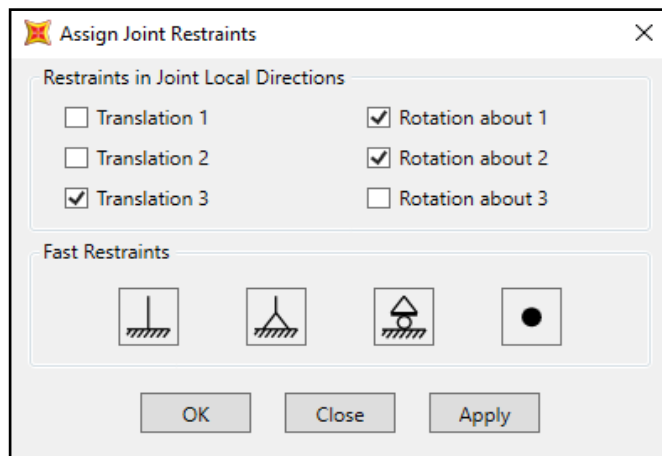 Assign Joint Restraints
Restraints in Joint Local Directions
Translation 1
Rotation about 1
Translation 2
Rotation about 2
Translation 3
Rotation about 3
Fast Restraints
OK
Close
Apply